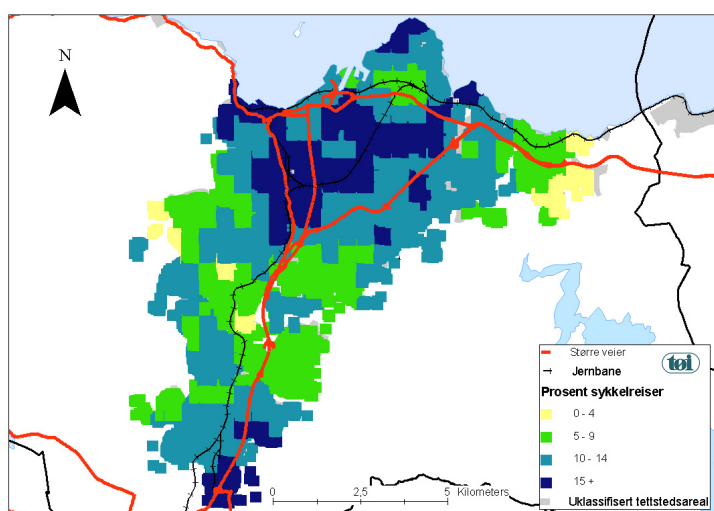 N
Større veier
tøi
Jernbane
Prosent sykkelreiser
0 - 4
5 - 9
10 - 14
15 +
Uklassifisert tettstedsareal
0 2,5 5 Kilometers